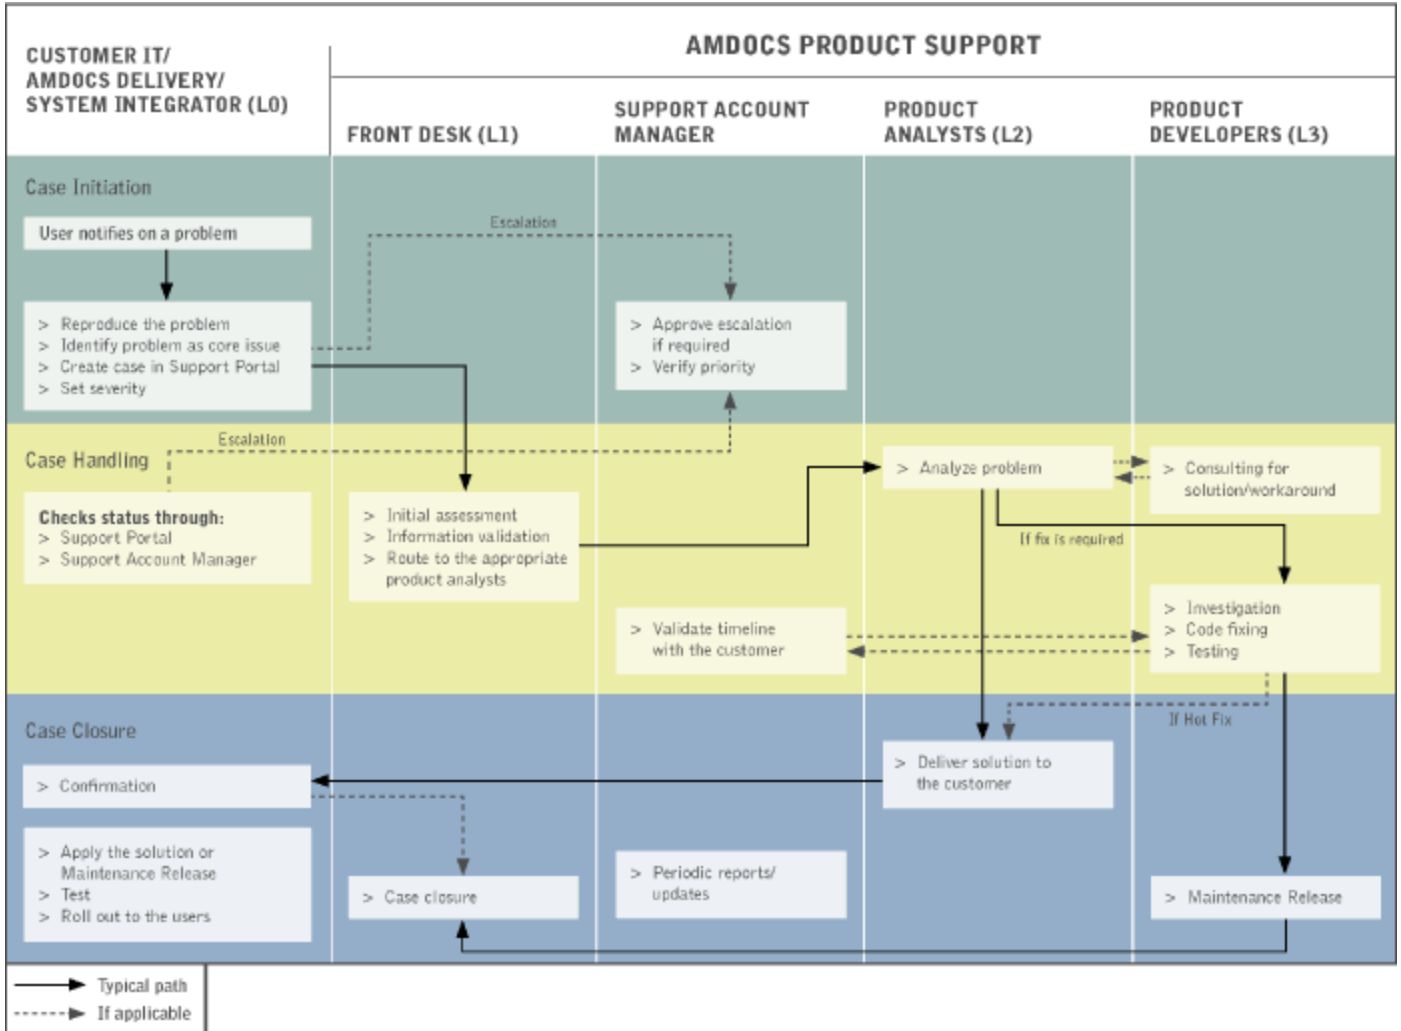 AMDOCS PRODUCT SUPPORT
CUSTOMER IT/
AMDOCS DELIVERY/
SYSTEM INTEGRATOR (L0)
FRONT DESK (L1)
SUPPORT ACCOUNT
MANAGER
PRODUCT
ANALYSTS (L2)
PRODUCT
DEVELOPERS (L3)
Case Initiation
User notifies on a problem
Escalation
> Reproduce the problem
> Identify problem as core issue
> Create case in Support Portal
> Set severity
> Approve escalation
if required
> Verify priority
Case Handling
Escalation
Checks status through:
> Support Portal
> Support Account Manager
> Initial assessment
> Information validation
> Route to the appropriate
product analysts
> Analyze problem
> Consulting for
solution/workaround
If fix is required
> Validate timeline
with the customer
> Investigation
> Code fixing
> Testing
Case Closure
If Hot Fix
> Deliver solution to
the customer
> Confirmation
> Apply the solution or
Maintenance Release
> Test
> Roll out to the users
> Case closure
> Periodic reports/
updates
> Maintenance Release
Typical path
If applicable